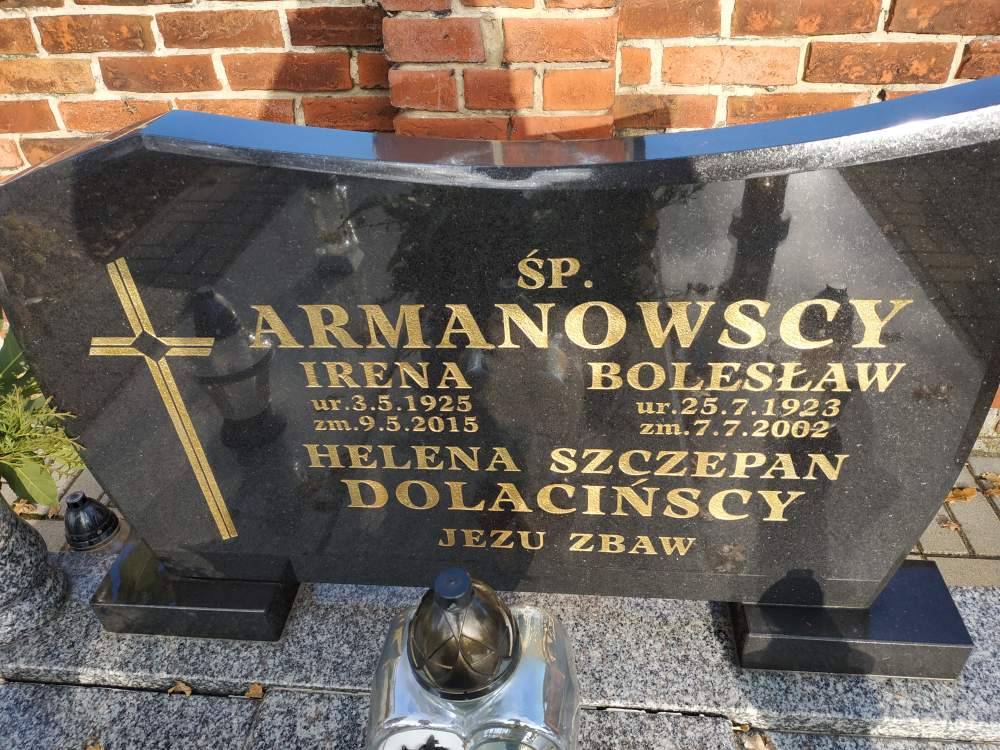 ŚP.
ARMANOWSCY
IRENA BOLESŁAW
ur.3.5.1925 ur.25.7.1923
zm.9.5.2015 zm.7.7.2002
HELENA SZCZEPAN
DOLACIŃSCY
JEZU ZBAW